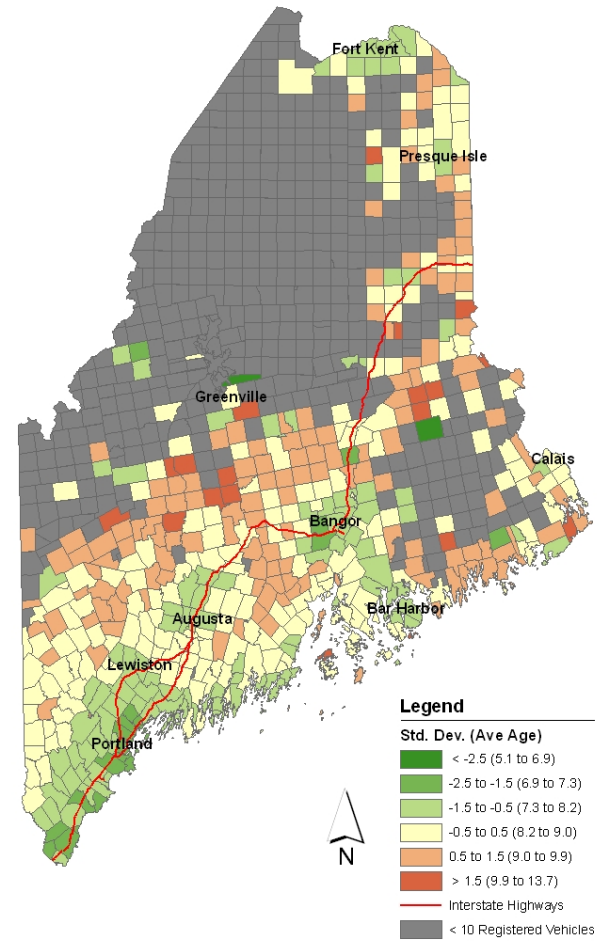 Fort Kent
Presque Isle
Greenville
Calais
Bangor
Bar Harbor
Augusta
Lewiston
Portland
N
Legend
Std. Dev. (Ave Age)
< -2.5 (5.1 to 6.9)
-2.5 to -1.5 (6.9 to 7.3)
-1.5 to -0.5 (7.3 to 8.2)
-0.5 to 0.5 (8.2 to 9.0)
0.5 to 1.5 (9.0 to 9.9)
> 1.5 (9.9 to 13.7)
Interstate Highways
< 10 Registered Vehicles